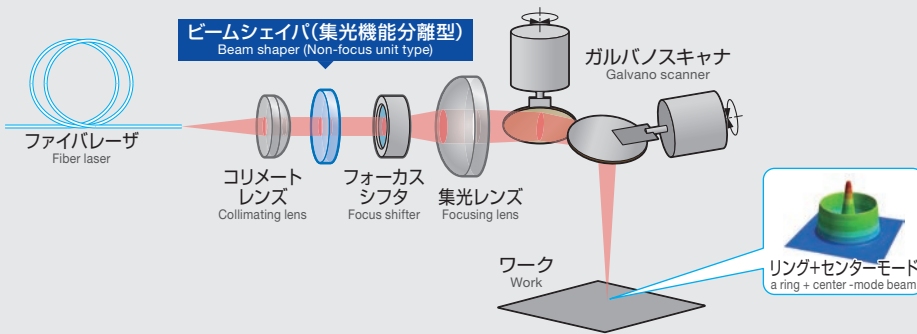 ビームシェイパ(集光機能分離型)
Beam shaper (Non-focus unit type)
ガルバノスキャナ
Galvano scanner
ファイバレーザ
Fiber laser
コリメート
レンズ
Collimating lens
フォーカス
シフタ
Focus shifter
集光レンズ
Focusing lens
ワーク
Work
リング+センターモード
a ring + center -mode beam